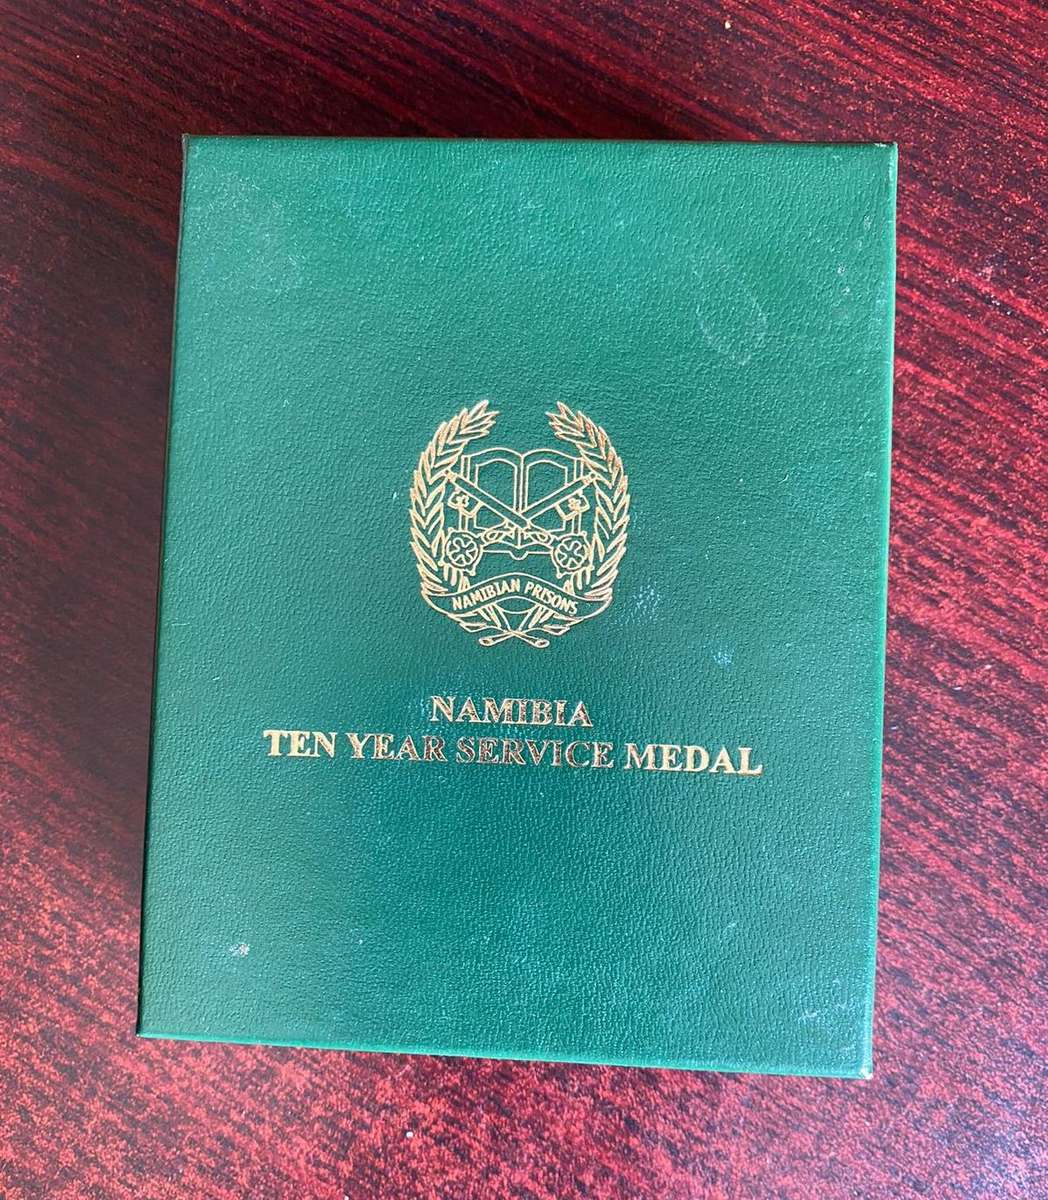 NAMIBIAN PRISONS
NAMIBIA
TEN YEAR SERVICE MEDAL